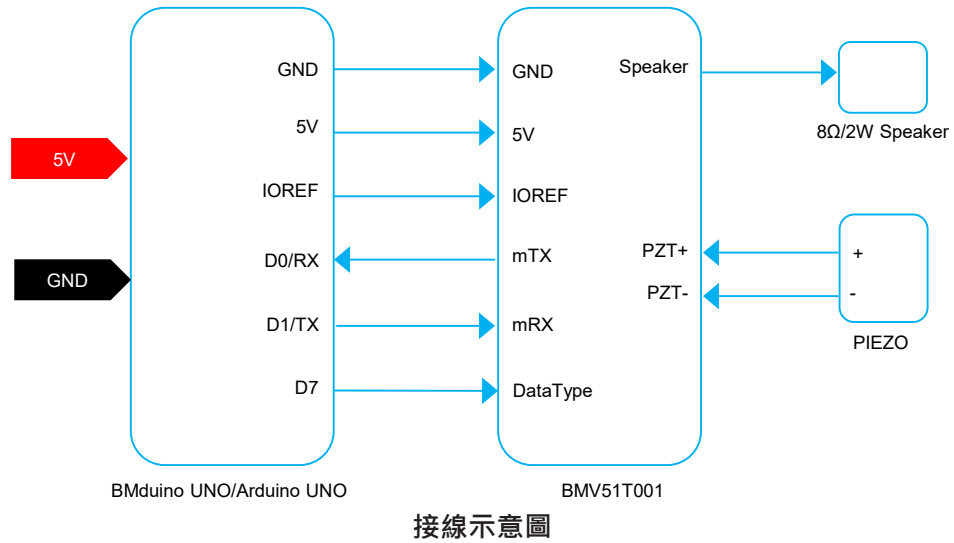 5V
GND
GND
5V
IOREF
D0/RX
D1/TX
D7
BMduino UNO/Arduino UNO
GND
5V
IOREF
mTX
mRX
DataType
Speaker
PZT+
PZT-
BMV51T001
8Ω/2W Speaker
+
-
PIEZO
接線示意圖